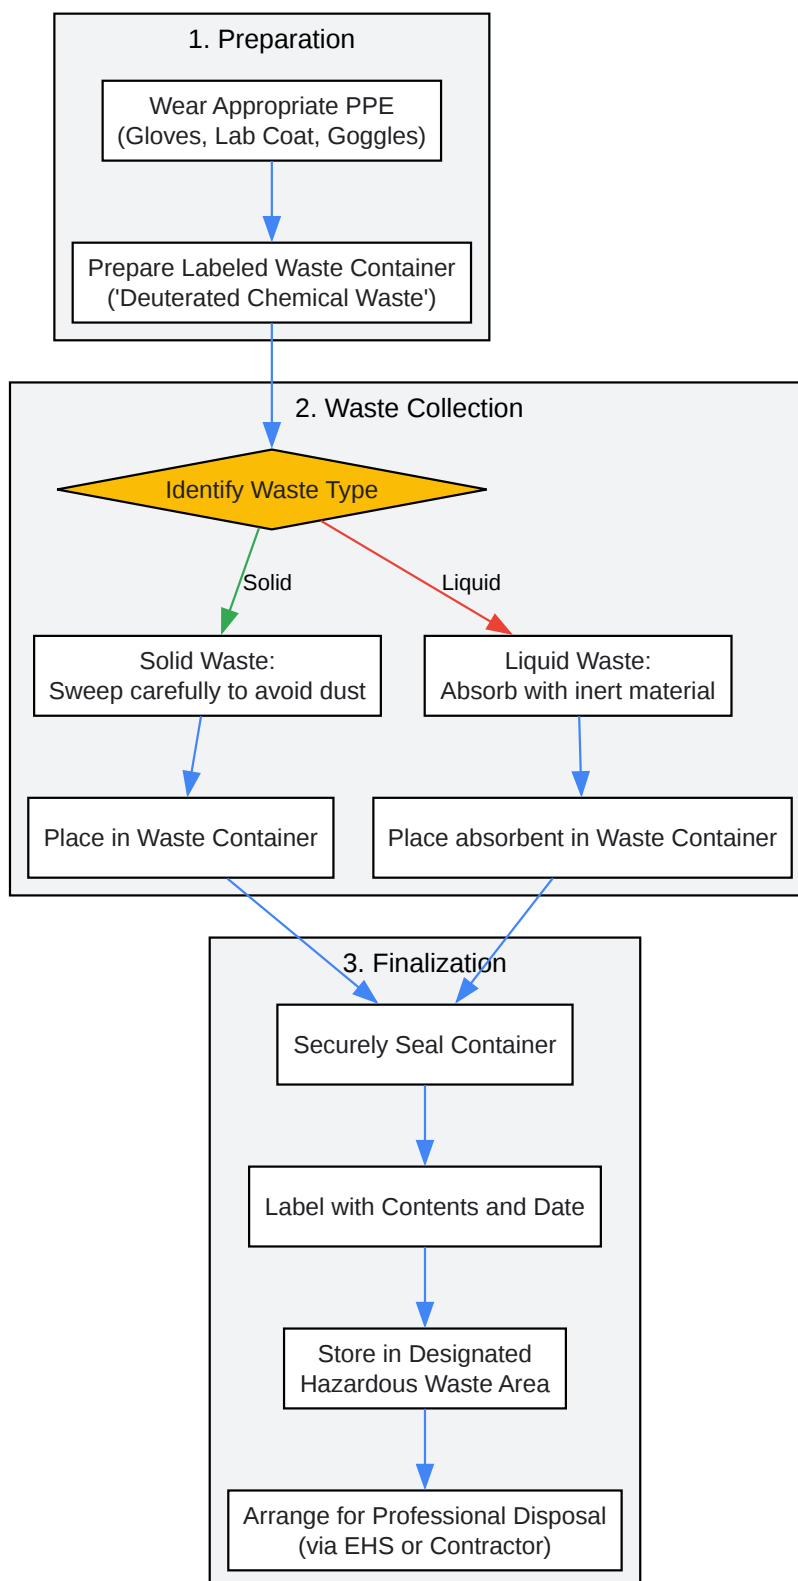 1. Preparation
Wear Appropriate PPE
(Gloves, Lab Coat, Goggles)
Prepare Labeled Waste Container
('Deuterated Chemical Waste')
2. Waste Collection
Identify Waste Type
Solid
Liquid
Solid Waste:
Sweep carefully to avoid dust
Liquid Waste:
Absorb with inert material
Place in Waste Container
Place absorbent in Waste Container
3. Finalization
Securely Seal Container
Label with Contents and Date
Store in Designated
Hazardous Waste Area
Arrange for Professional Disposal
(via EHS or Contractor)